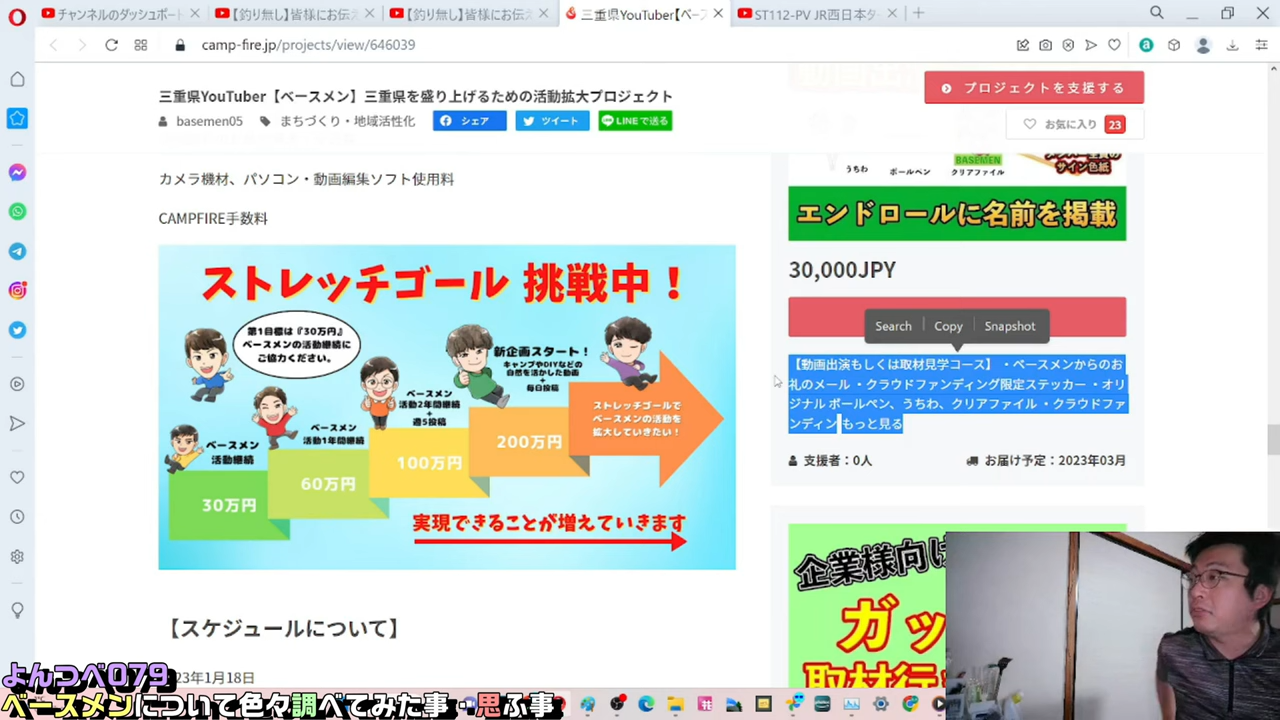 チャンネルのダッシュボード
【釣り無し】皆様にお伝え
【釣り無し】皆様にお伝え
三重県YouTuber【ベース
ST112-PV JR西日本タ
camp-fire.jp/projects/view/646039
三重県YouTuber【ベースメン】三重県を盛り上げるための活動拡大プロジェクト
basemen05
まちづくり・地域活性化
シェア
ツイート
LINEで送る
プロジェクトを支援する
お気に入り 23
カメラ機材、パソコン・動画編集ソフト使用料
CAMPFIRE手数料
ストレッチゴール 挑戦中！
第1目標は『30万円』
ベースメンの活動継続に
ご協力ください。
新企画スタート！
キャンプやDIYなどの
自然を活かした動画
+
毎日投稿
ベースメン
活動2年間継続
+
週5投稿
ベースメン
活動1年間継続
ベースメン
活動継続
ストレッチゴールで
ベースメンの活動を
拡大していきたい！
200万円
100万円
60万円
30万円
実現できることが増えていきます
【スケジュールについて】
23年1月18日
うちわ
ボールペン
BASEMEN
クリアファイル
サイン色紙
エンドロールに名前を掲載
30,000JPY
Search
Copy
Snapshot
【動画出演もしくは取材見学コース】 ・ベースメンからのお
礼のメール ・クラウドファンディング限定ステッカー ・オリ
ジナル ボールペン、うちわ、クリアファイル ・クラウドファ
ンディン もっと見る
支援者：0人
お届け予定：2023年03月
企業様向け
ガッ
取材行
よんつべ079
ベースメンについて色々調べてみた事・思ふ事